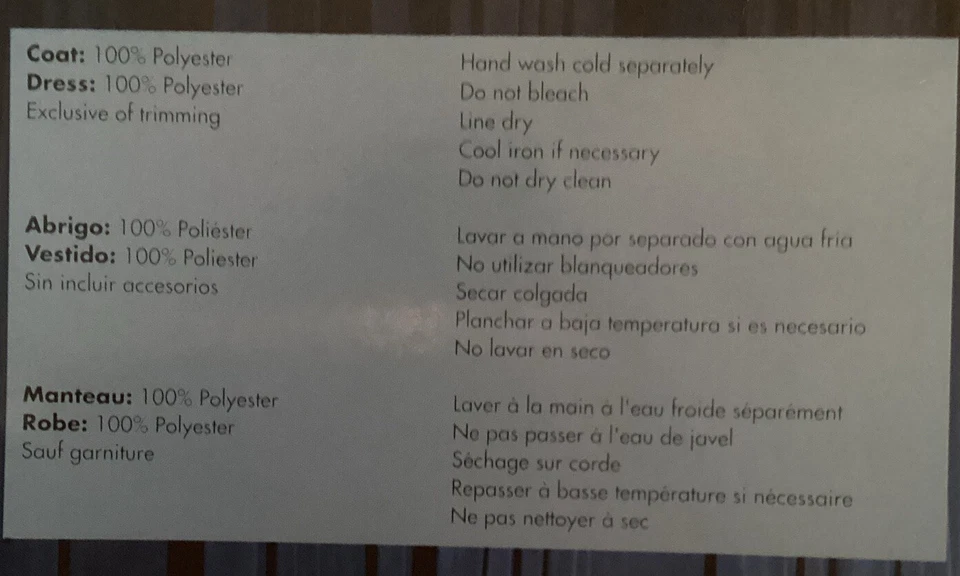 Coat: 100% Polyester
Dress: 100% Polyester
Exclusive of trimming
Hand wash cold separately
Do not bleach
Line dry
Cool iron if necessary
Do not dry clean
Abrigo: 100% Poliéster
Vestido: 100% Poliester
Sin incluir accesorios
Lavar a mano por separado con agua fria
No utilizar blanqueadores
Secar colgada
Planchar a baja temperatura si es necesario
No lavar en seco
Manteau: 100% Polyester
Robe: 100% Polyester
Sauf garniture
Laver à la main à l'eau froide séparément
Ne pas passer à l'eau de javel
Séchage sur corde
Repasser à basse température si nécessaire
Ne pas nettoyer à sec